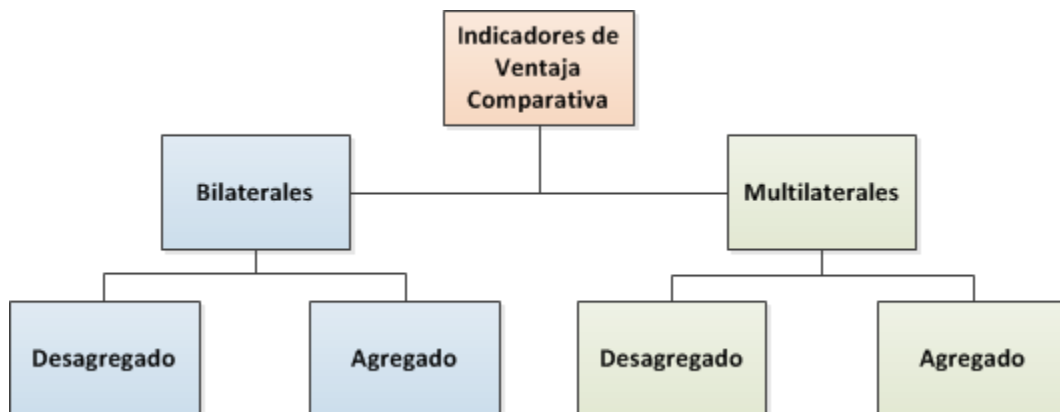 Indicadores de
Ventaja
Comparativa
Bilaterales
Multilaterales
Desagregado
Agregado
Desagregado
Agregado